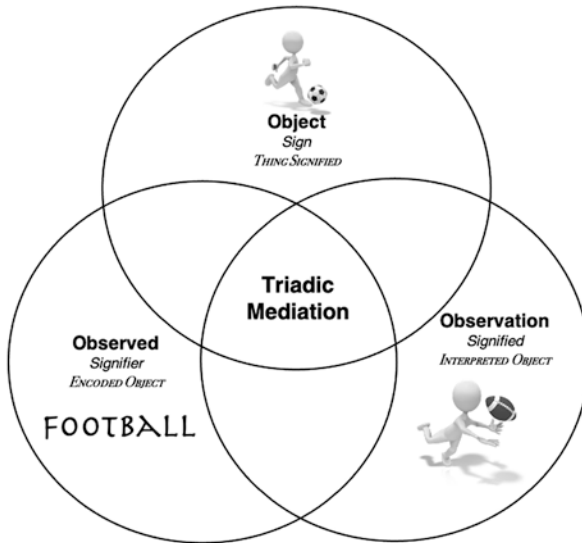 Object
Sign
THING SIGNIFIED
Triadic
Mediation
Observed
Signifier
ENCODED OBJECT
FOOTBALL
Observation
Signified
INTERPRETED OBJECT